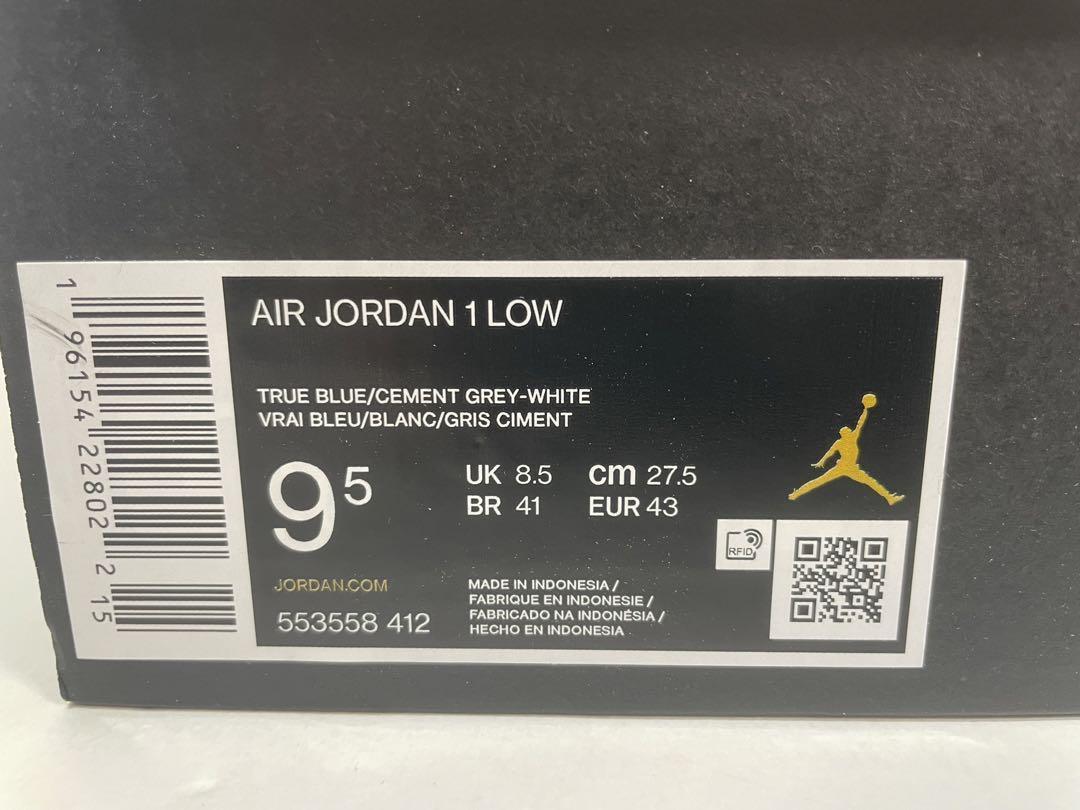 1 96154 22802 2 15
AIR JORDAN 1 LOW
TRUE BLUE/CEMENT GREY-WHITE
VRAI BLEU/BLANC/GRIS CIMENT
9 5
UK 8.5 cm 27.5
BR 41 EUR 43
RFID
JORDAN.COM
553558 412
MADE IN INDONESIA /
FABRIQUE EN INDONESIE /
FABRICADO NA INDONÉSIA /
HECHO EN INDONESIA